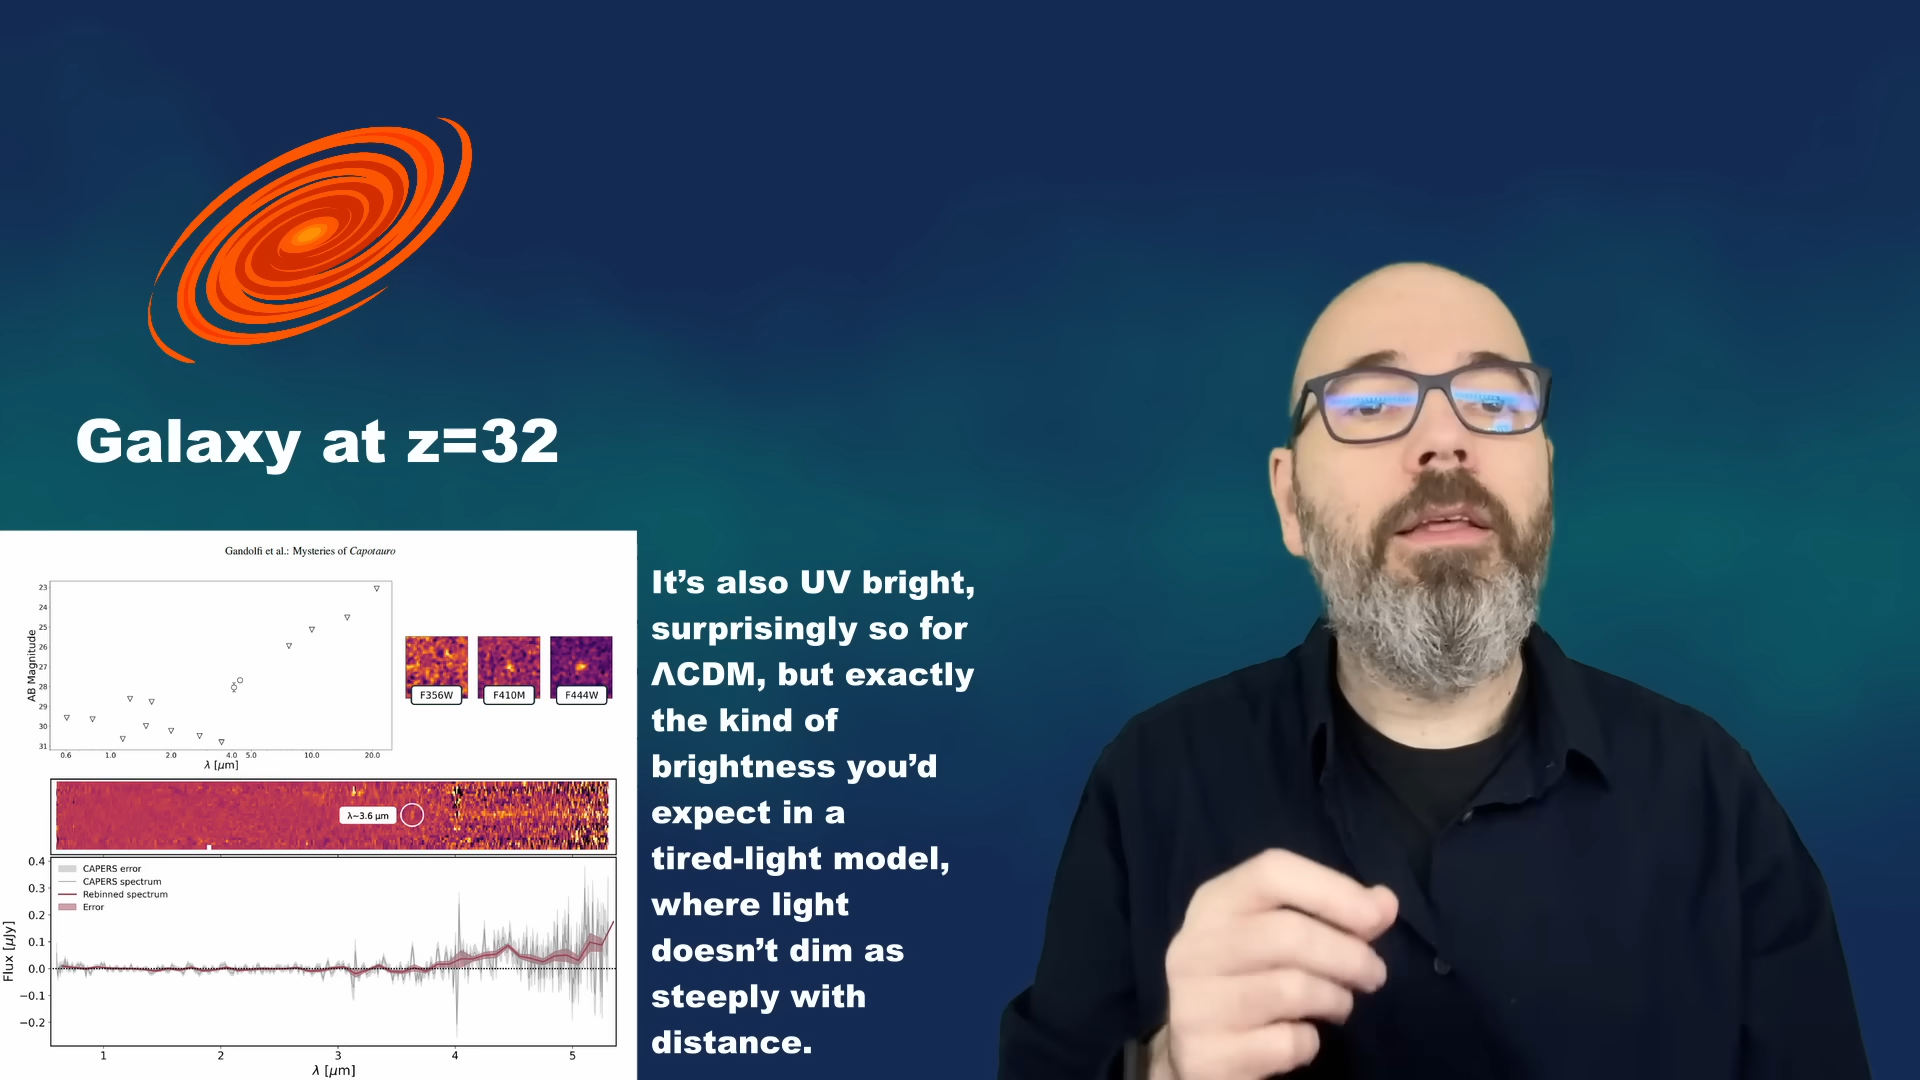 Galaxy at z=32
Gandolfi et al.: Mysteries of Capotauro
23
24
25
26
27
28
29
30
31
AB Magnitude
0.6 1.0 2.0 4.0 5.0 10.0 20.0
λ [μm]
F356W F410M F444W
λ~3.6 μm
CAPERS error
CAPERS spectrum
Rebinned spectrum
Error
0.4
0.3
0.2
0.1
0.0
−0.1
−0.2
Flux [μJy]
1 2 3 4 5
λ [μm]
It’s also UV bright,
surprisingly so for
ΛCDM, but exactly
the kind of
brightness you’d
expect in a
tired-light model,
where light
doesn’t dim as
steeply with
distance.